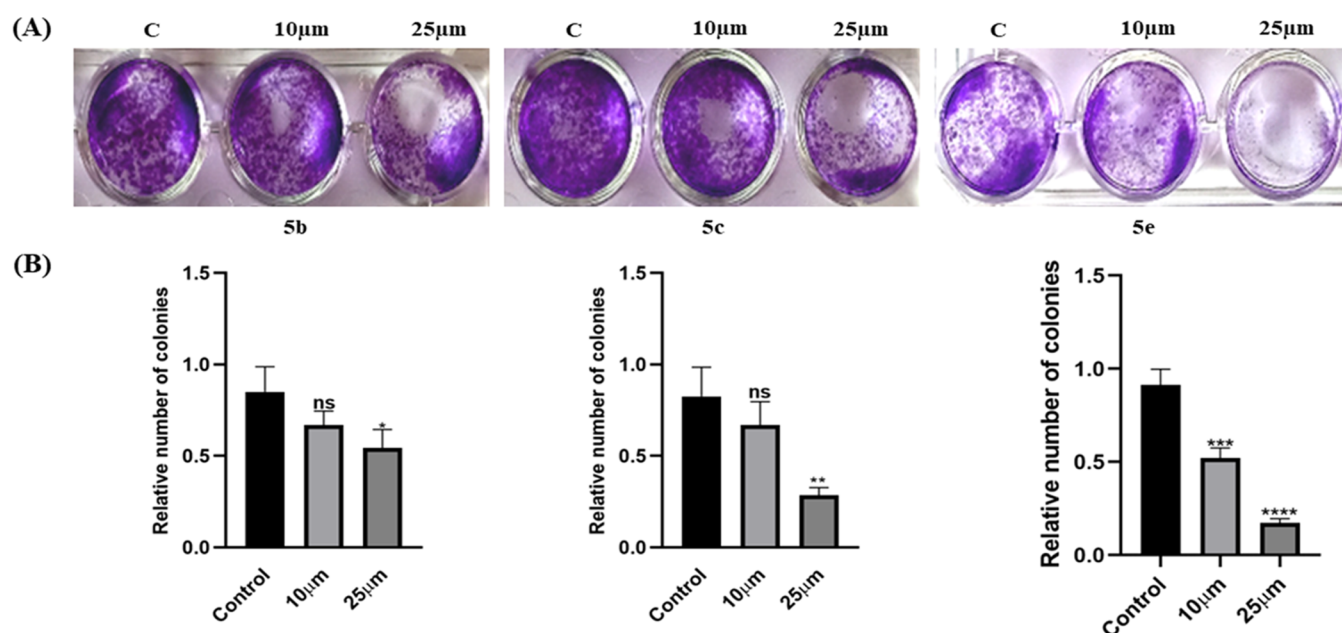 (A)
C 10μm 25μm
C 10μm 25μm
C 10μm 25μm
5b
5c
5e
(B)
Relative number of colonies
1.5
1.0
0.5
0.0
ns
*
Control
10μm
25μm
Relative number of colonies
1.5
1.0
0.5
0.0
ns
**
Control
10μm
25μm
Relative number of colonies
1.5
1.0
0.5
0.0
***
****
Control
10μm
25μm